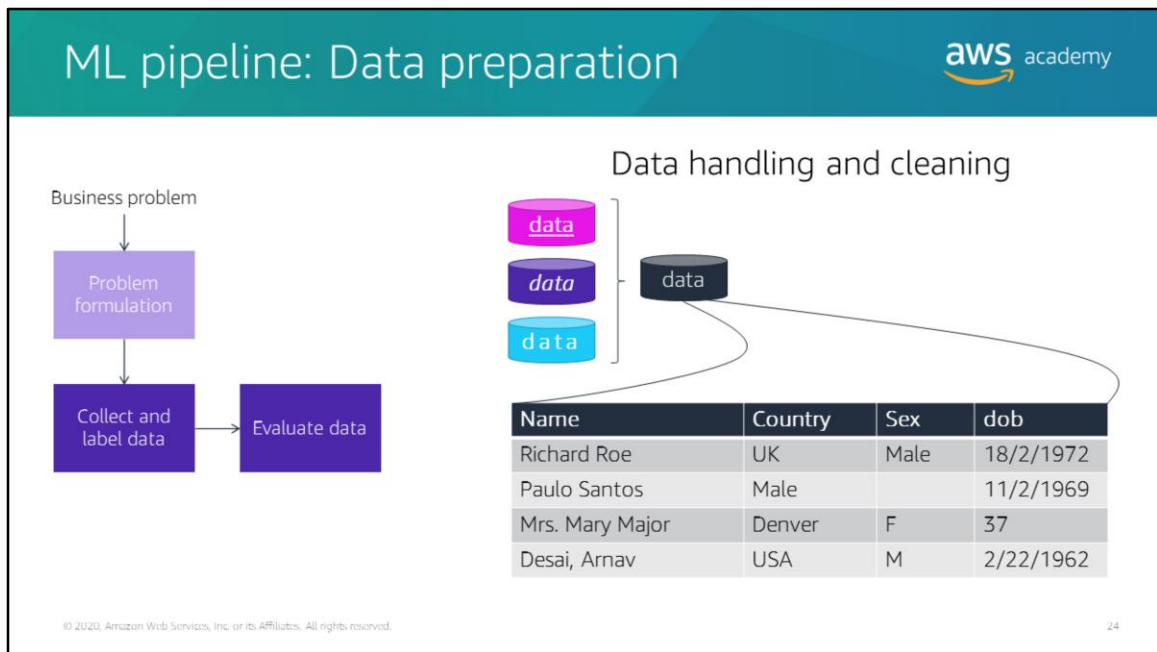 ML pipeline: Data preparation
aws academy
Data handling and cleaning
Business problem
Problem
formulation
Collect and
label data
Evaluate data
data
data
data
data
Name Country Sex dob
Richard Roe UK Male 18/2/1972
Paulo Santos Male 11/2/1969
Mrs. Mary Major Denver F 37
Desai, Arnav USA M 2/22/1962
© 2020, Amazon Web Services, Inc. or its Affiliates. All rights reserved.
24